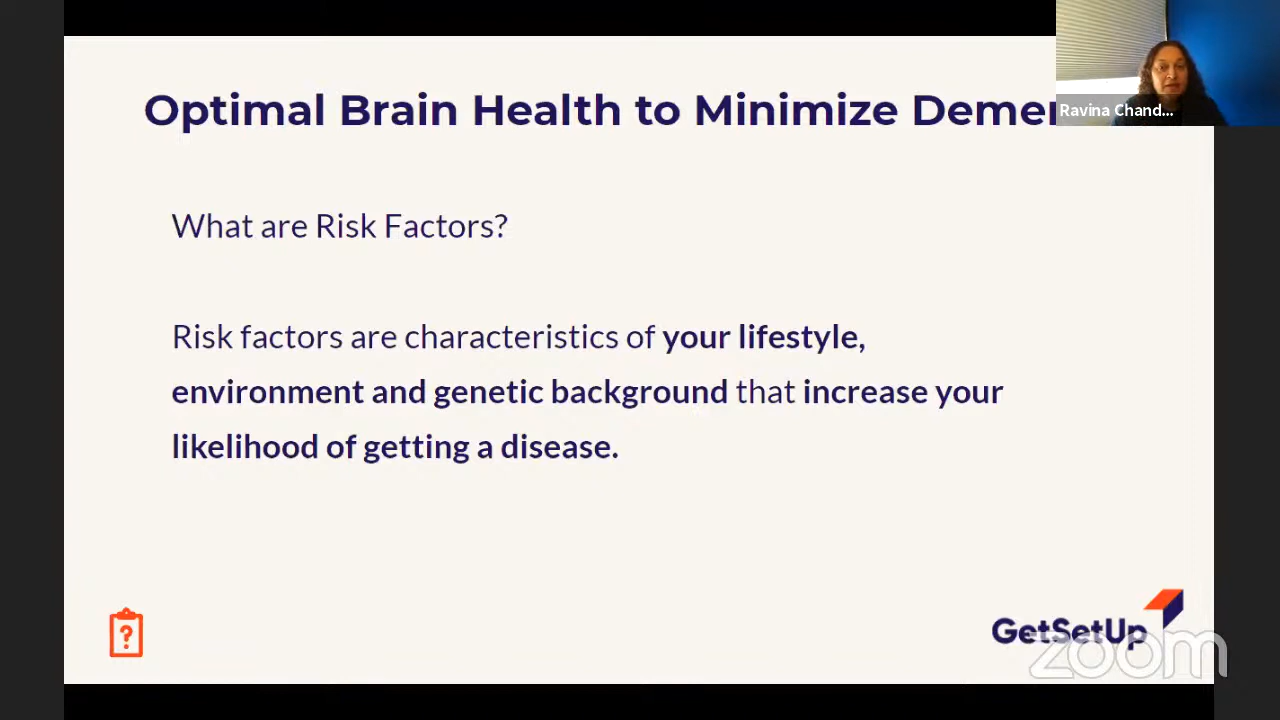 Optimal Brain Health to Minimize Demen
Ravina Chand...
What are Risk Factors?
Risk factors are characteristics of your lifestyle,
environment and genetic background that increase your
likelihood of getting a disease.
?
GetSetUp
zoom